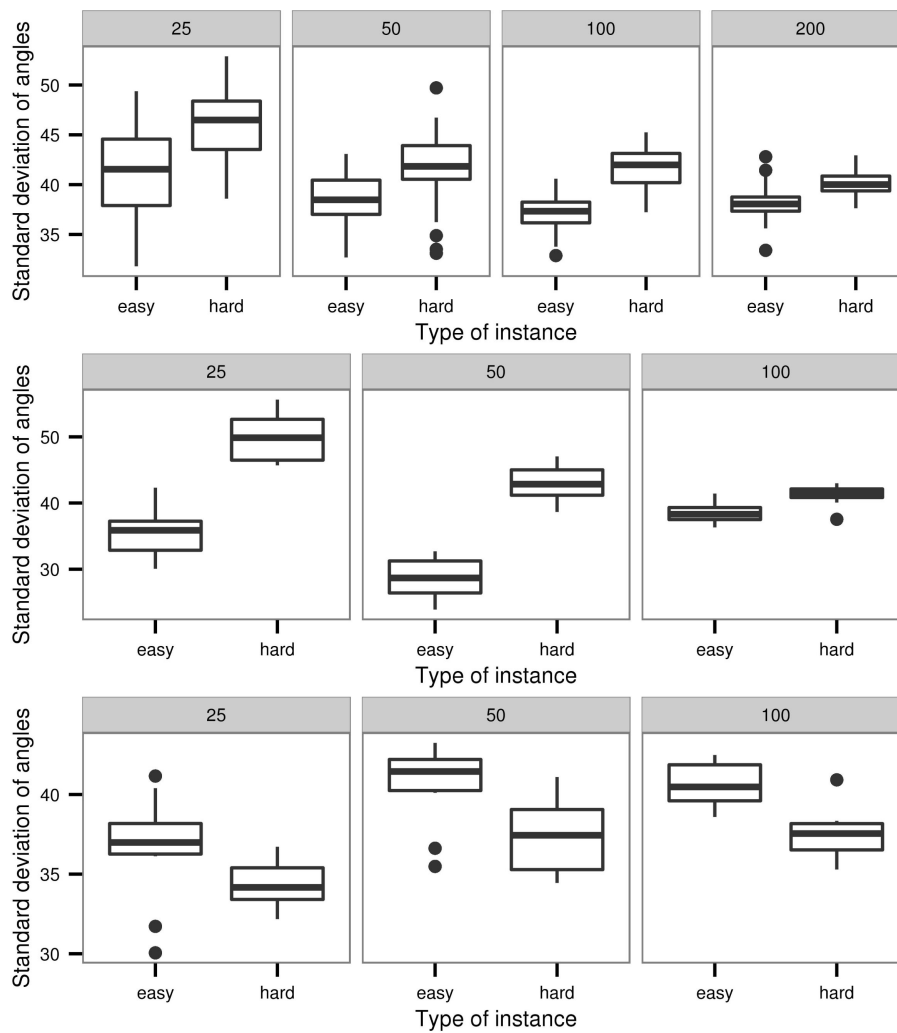 25 50 100 200
Standard deviation of angles
50
45
40
35
easy hard easy hard easy hard easy hard
Type of instance
25 50 100
Standard deviation of angles
50
40
30
easy hard easy hard easy hard
Type of instance
25 50 100
Standard deviation of angles
40
35
30
easy hard easy hard easy hard
Type of instance